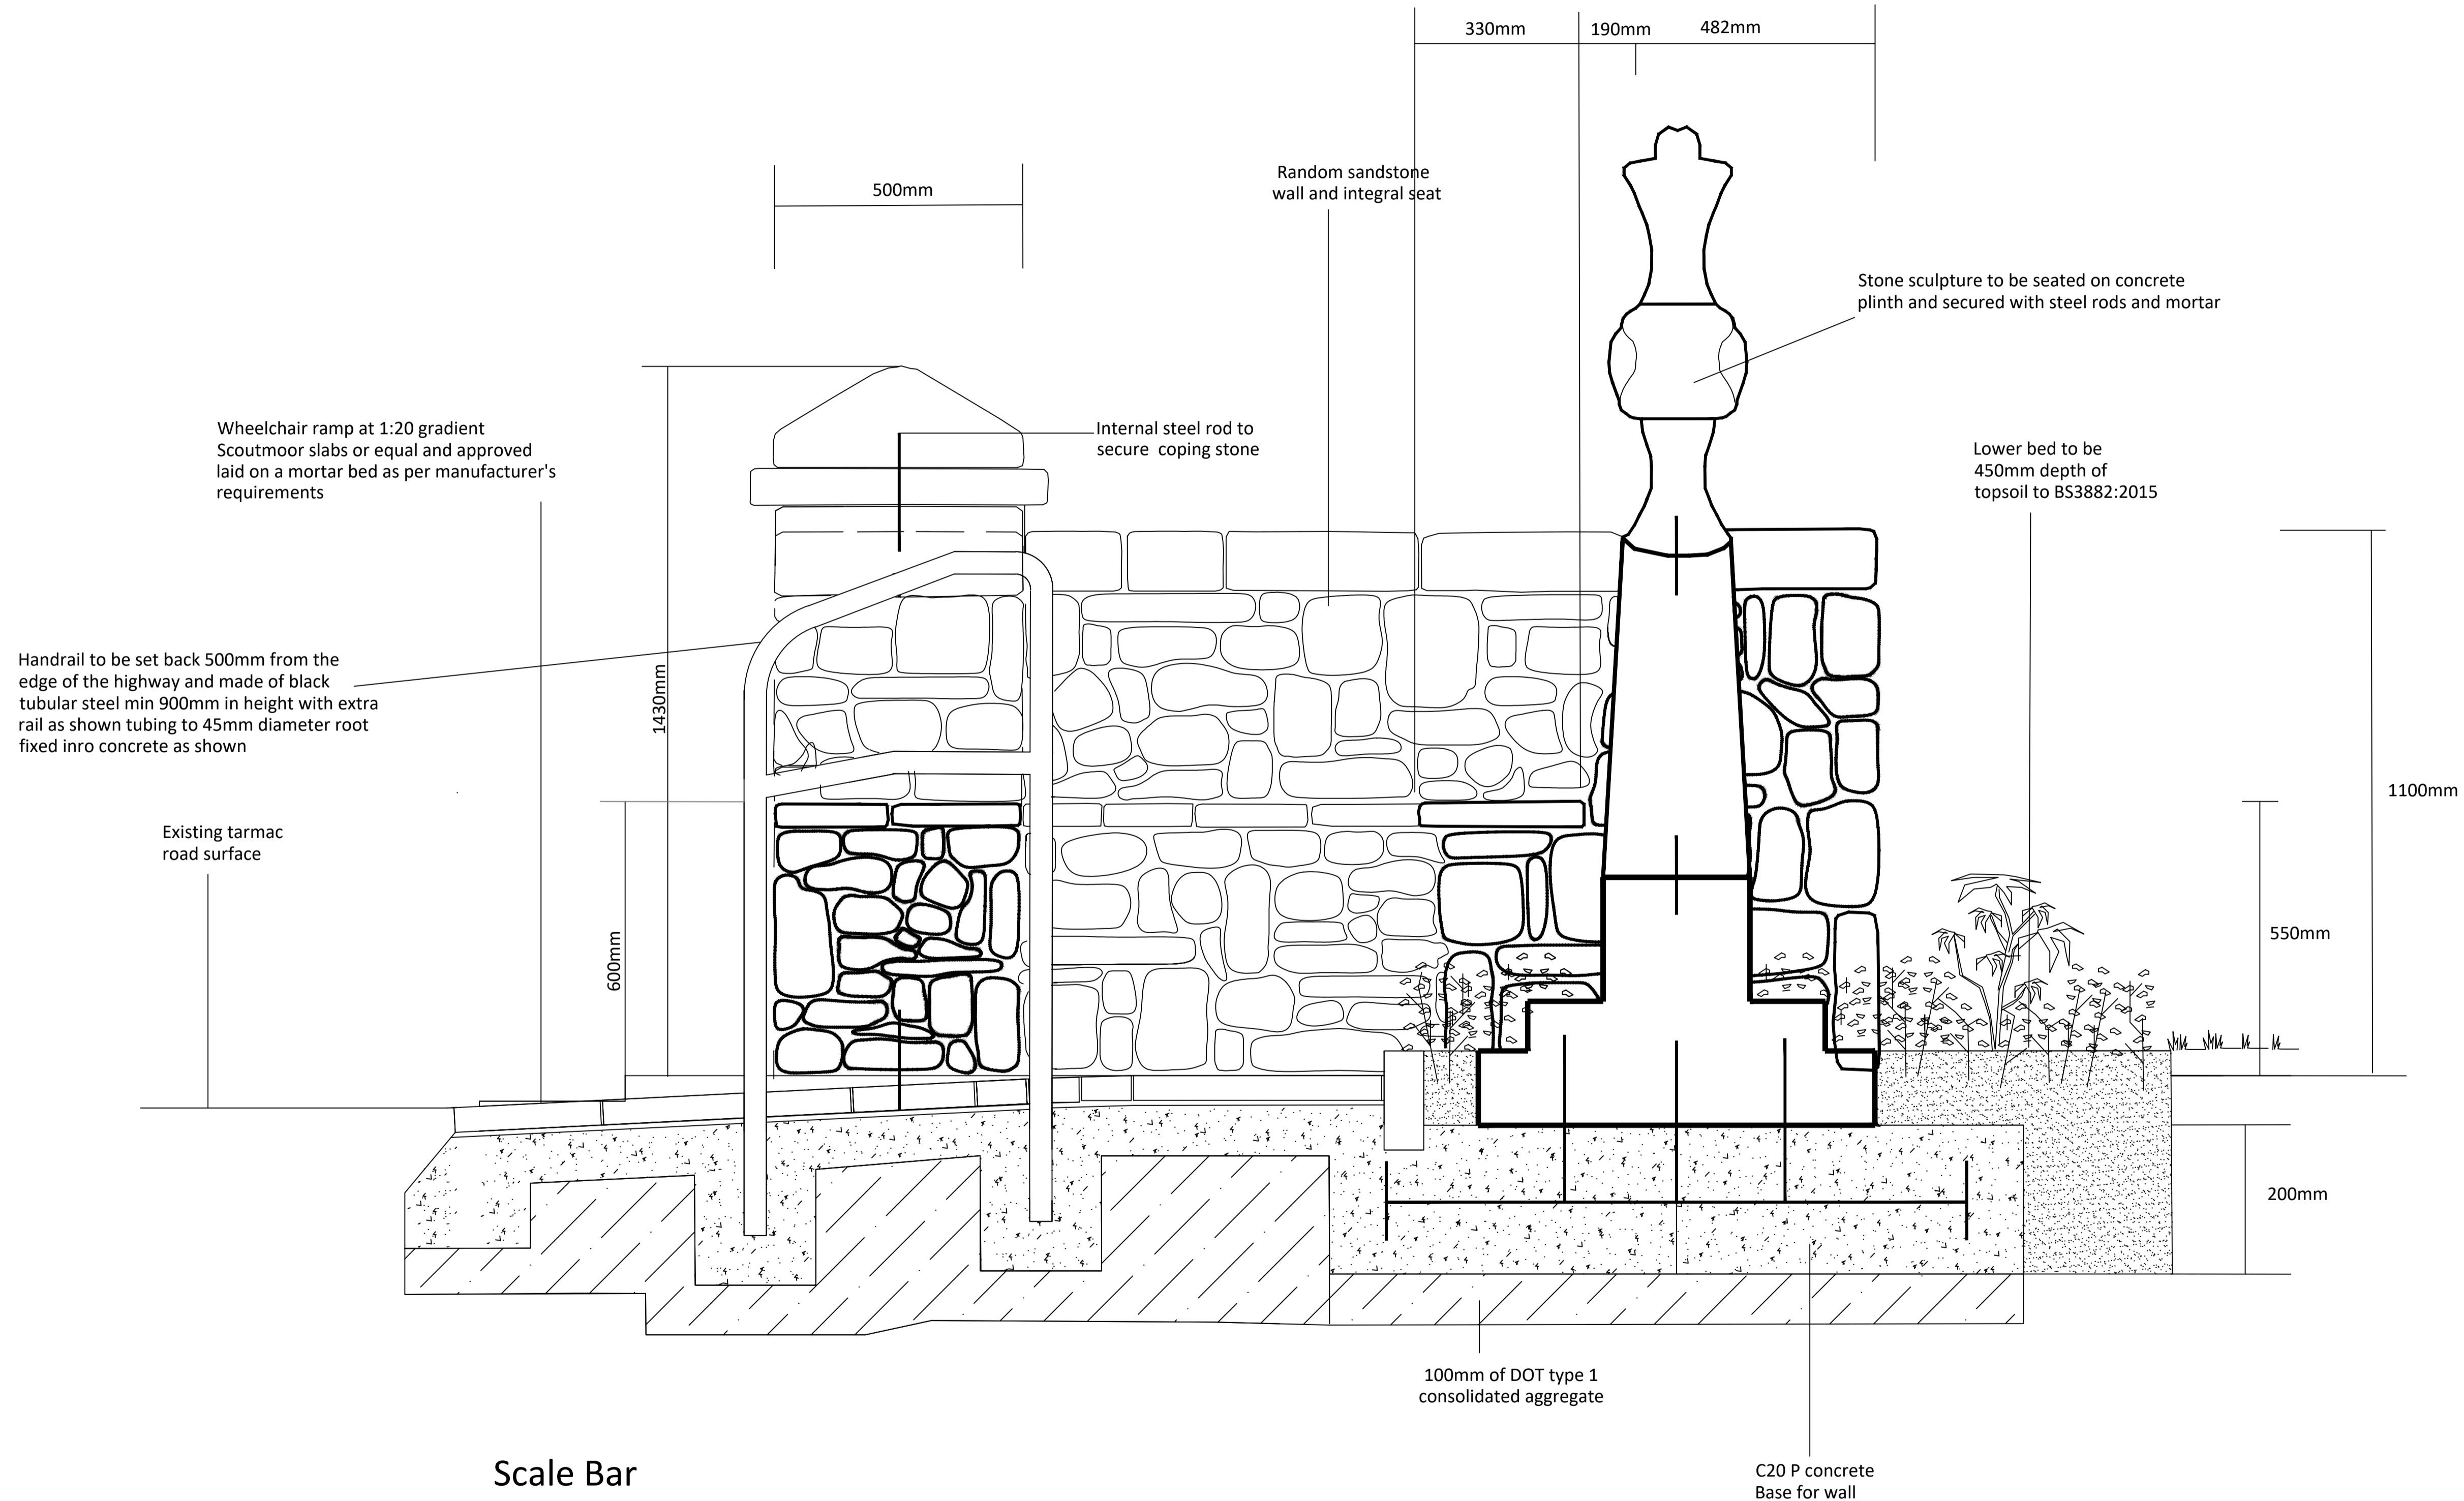 330mm
190mm
482mm
500mm
Random sandstone
wall and integral seat
Stone sculpture to be seated on concrete
plinth and secured with steel rods and mortar
Wheelchair ramp at 1:20 gradient
Scoutmoor slabs or equal and approved
laid on a mortar bed as per manufacturer's
requirements
Internal steel rod to
secure coping stone
Lower bed to be
450mm depth of
topsoil to BS3882:2015
Handrail to be set back 500mm from the
edge of the highway and made of black
tubular steel min 900mm in height with extra
rail as shown tubing to 45mm diameter root
fixed inro concrete as shown
1430mm
1100mm
Existing tarmac
road surface
600mm
550mm
200mm
100mm of DOT type 1
consolidated aggregate
Scale Bar
C20 P concrete
Base for wall